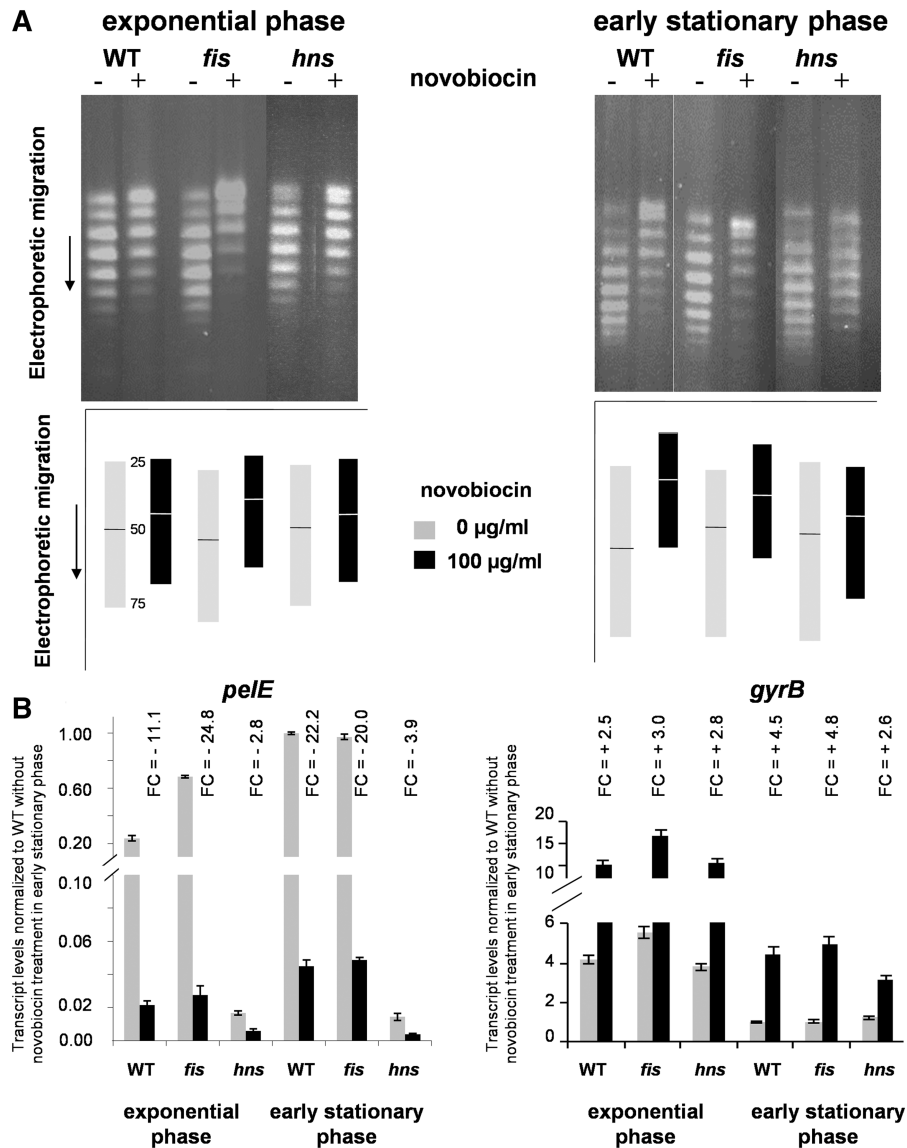 A
exponential phase
early stationary phase
WT fis hns
WT fis hns
- + - + - +
novobiocin
- + - + - +
Electrophoretic migration
Electrophoretic migration
25
50
75
novobiocin
0 µg/ml
100 µg/ml
B
pelE
gyrB
Transcript levels normalized to WT without
novobiocin treatment in early stationary phase
1.00
0.60
0.20
0.10
0.06
0.02
0.00
FC = - 11.1
FC = - 24.8
FC = - 2.8
FC = - 22.2
FC = - 20.0
FC = - 3.9
WT fis hns WT fis hns
exponential
phase
early stationary
phase
Transcript levels normalized to WT without
novobiocin treatment in early stationary phase
20
15
10
6
4
2
0
FC = + 2.5
FC = + 3.0
FC = + 2.8
FC = + 4.5
FC = + 4.8
FC = + 2.6
WT fis hns WT fis hns
exponential
phase
early stationary
phase